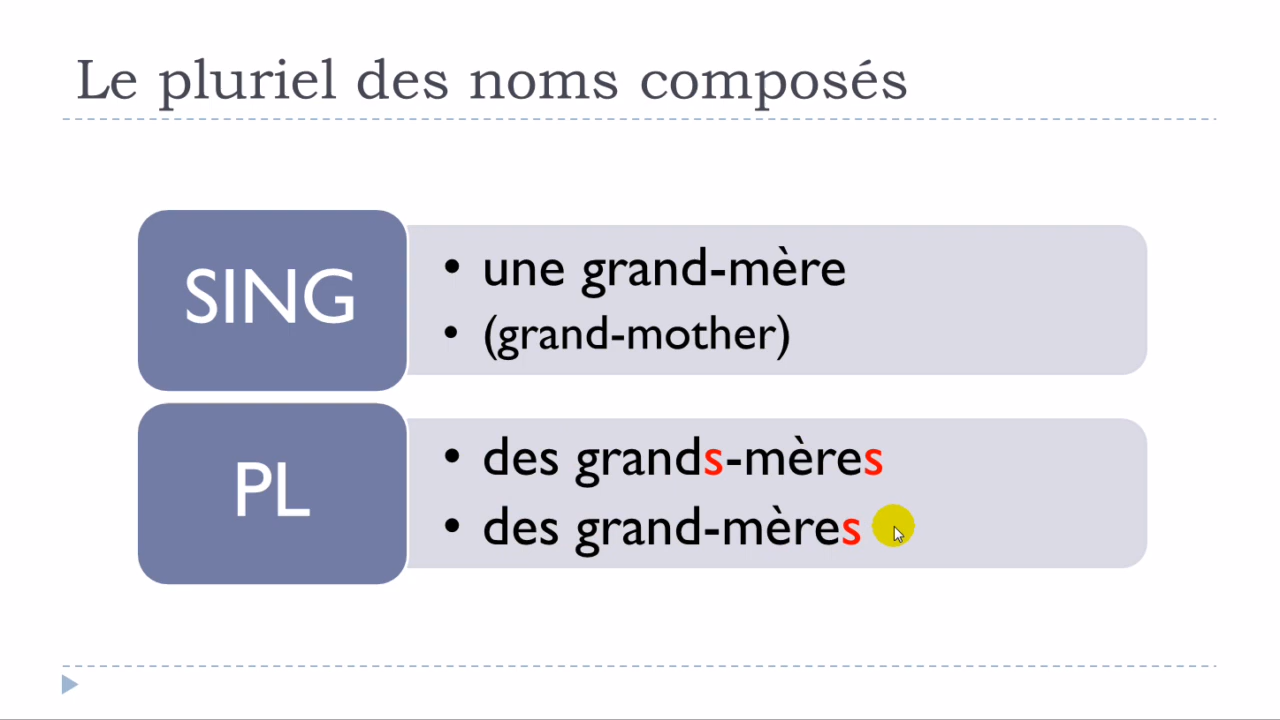 Le pluriel des noms composés
SING
• une grand-mère
• (grand-mother)
PL
• des grands-mères
• des grand-mères